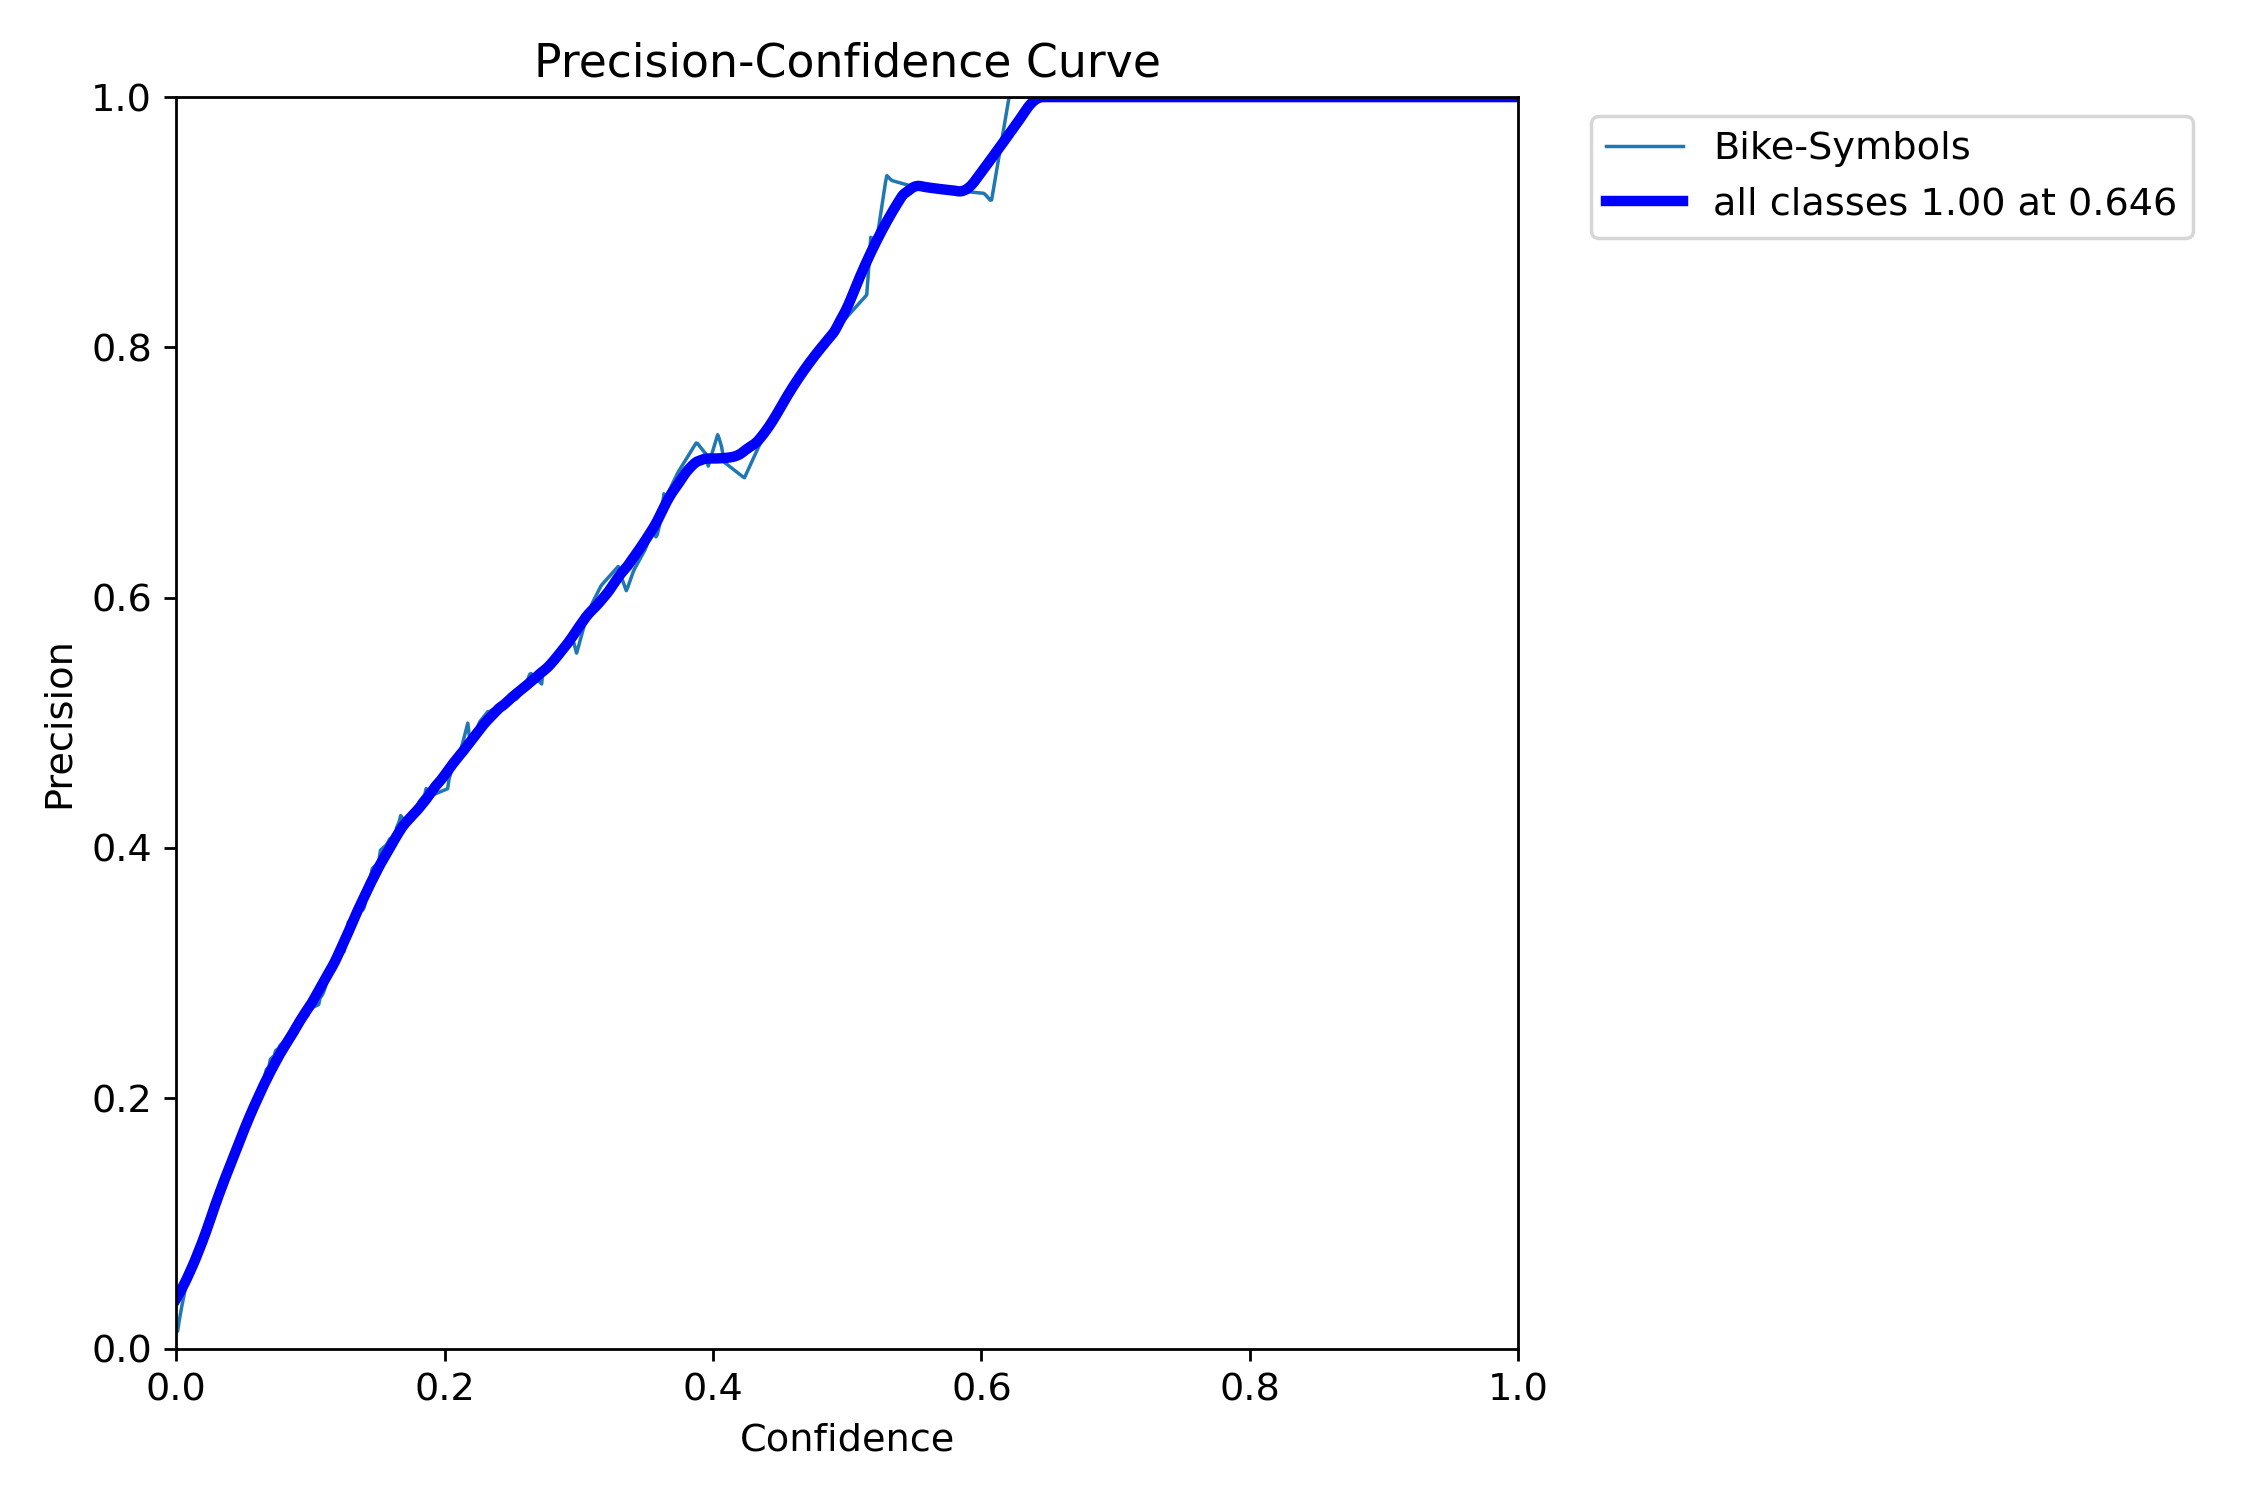 Precision-Confidence Curve
Bike-Symbols
all classes 1.00 at 0.646
1.0
0.8
0.6
0.4
0.2
0.0
Precision
0.0 0.2 0.4 0.6 0.8 1.0
Confidence